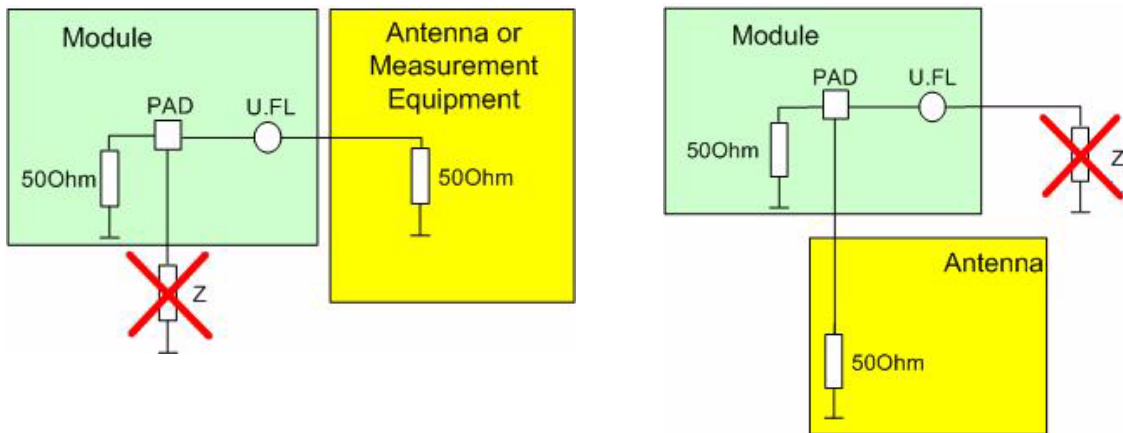 Module
Antenna or
Measurement
Equipment
PAD
U.FL
50Ohm
50Ohm
Z
Module
PAD
U.FL
50Ohm
Z
Antenna
50Ohm